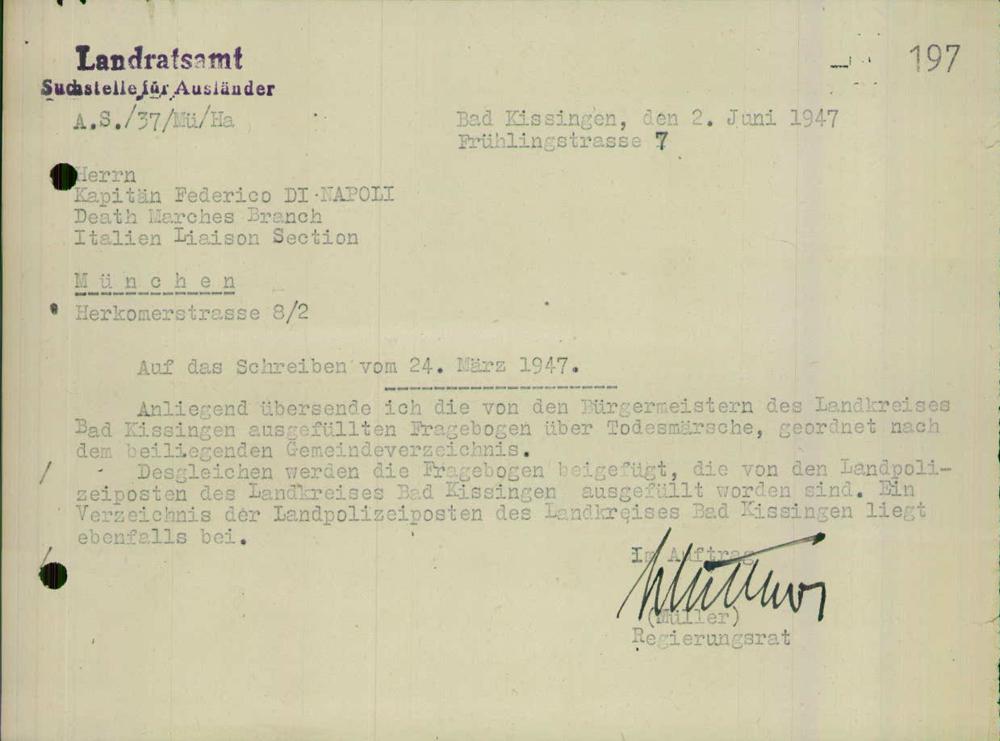 197
Landratsamt
Suchstelle für Ausländer
A.S./37/Mü/Ha
Bad Kissingen, den 2. Juni 1947
Frühlingstrasse 7
Herrn
Kapitän Federico DI NAPOLI
Death Marches Branch
Italien Liaison Section
M ü n c h e n
Herkomerstrasse 8/2
Auf das Schreiben vom 24. März 1947.
Anliegend übersende ich die von den Bürgermeistern des Landkreises
Bad Kissingen ausgefüllten Fragebogen über Todesmärsche, geordnet nach
dem beiliegenden Gemeindeverzeichnis.
Desgleichen werden die Fragebogen beigefügt, die von den Landpoli-
zeiposten des Landkreises Bad Kissingen ausgefüllt worden sind. Ein
Verzeichnis der Landpolizeiposten des Landkreises Bad Kissingen liegt
ebenfalls bei.
Im Auftrag
(Müller)
Regierungsrat